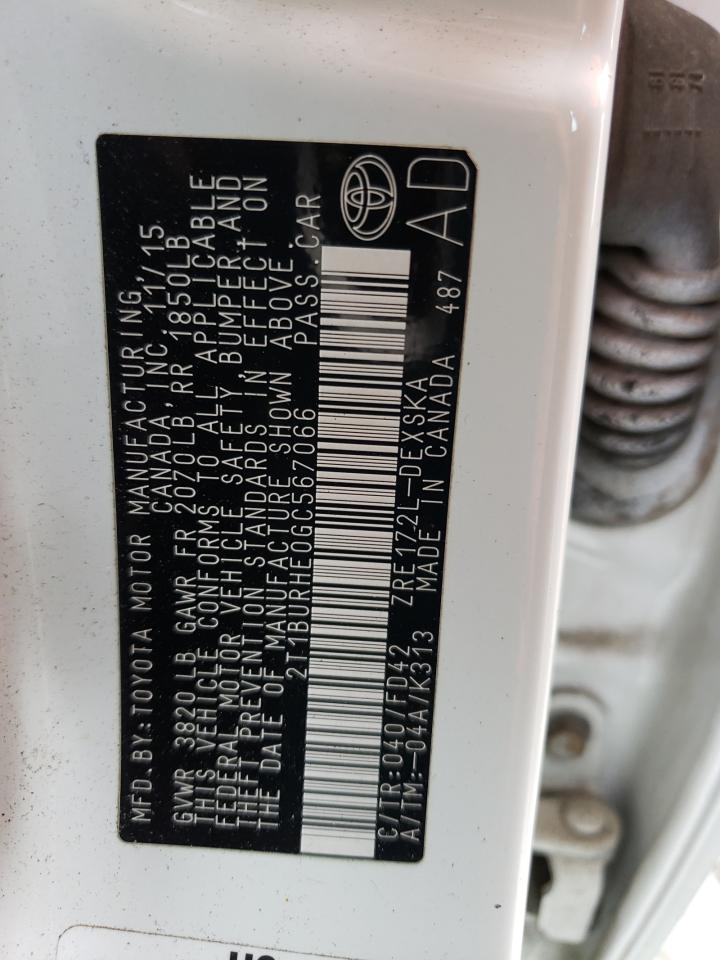 MFD.BY:TOYOTA MOTOR MANUFACTURING,
CANADA, INC. 11/15
GVWR 3820 LB GAWR FR 2070LB, RR 1850LB
THIS VEHICLE CONFORMS TO ALL APPLICABLE
FEDERAL MOTOR VEHICLE SAFETY, BUMPER, AND
THEFT PREVENTION STANDARDS IN EFFECT ON
THE DATE OF MANUFACTURE SHOWN ABOVE.
2T1BURHE0GC567066 PASS.CAR
C/TR:040/FD42 ZRE172L-DEXSKA 487
A/TM:-04A/K313 MADE IN CANADA
AD